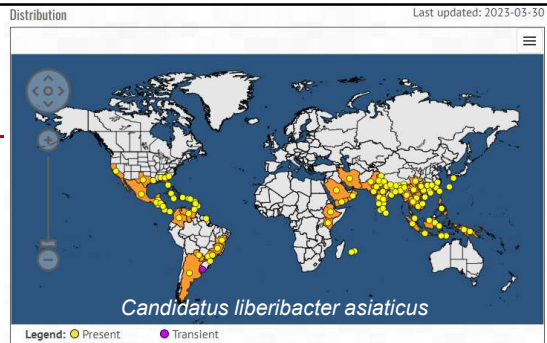 Distribution
Last updated: 2023-03-30
Candidatus liberibacter asiaticus
Legend: Present Transient